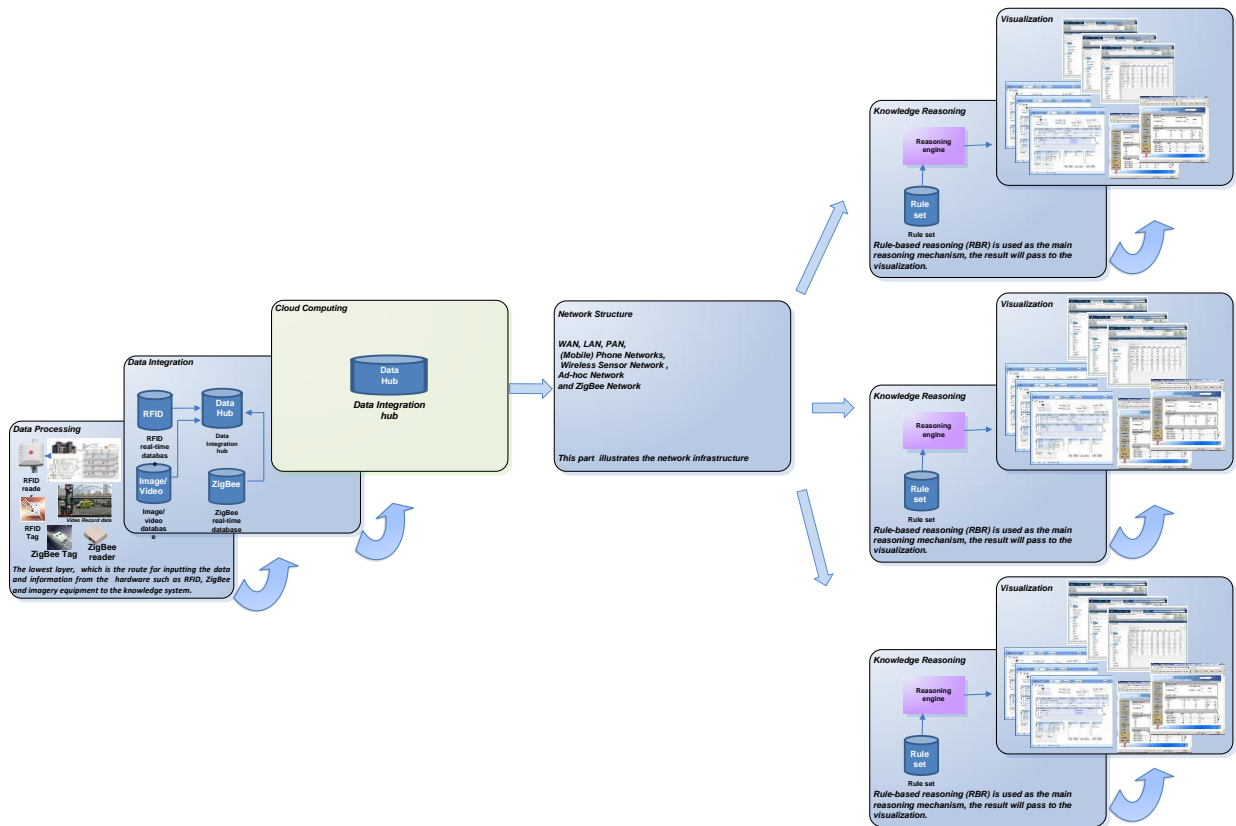 Data Processing
RFID
reade
r
RFID
Tag
Video Record data
ZigBee Tag
ZigBee
reader
The lowest layer, which is the route for inputting the data
and information from the hardware such as RFID, ZigBee
and imagery equipment to the knowledge system.
Data Integration
RFID
RFID
real-time
databas
e
Data
Hub
Data
Integration
hub
Image/
Video
Image/
video
databas
e
ZigBee
ZigBee
real-time
database
Cloud Computing
Data
Hub
Data Integration
hub
Network Structure
WAN, LAN, PAN,
(Mobile) Phone Networks,
Wireless Sensor Network ,
Ad-hoc Network
and ZigBee Network
This part illustrates the network infrastructure
Visualization
Knowledge Reasoning
Reasoning
engine
Rule
set
Rule set
Rule-based reasoning (RBR) is used as the main
reasoning mechanism, the result will pass to the
visualization.
Visualization
Knowledge Reasoning
Reasoning
engine
Rule
set
Rule set
Rule-based reasoning (RBR) is used as the main
reasoning mechanism, the result will pass to the
visualization.
Visualization
Knowledge Reasoning
Reasoning
engine
Rule
set
Rule set
Rule-based reasoning (RBR) is used as the main
reasoning mechanism, the result will pass to the
visualization.